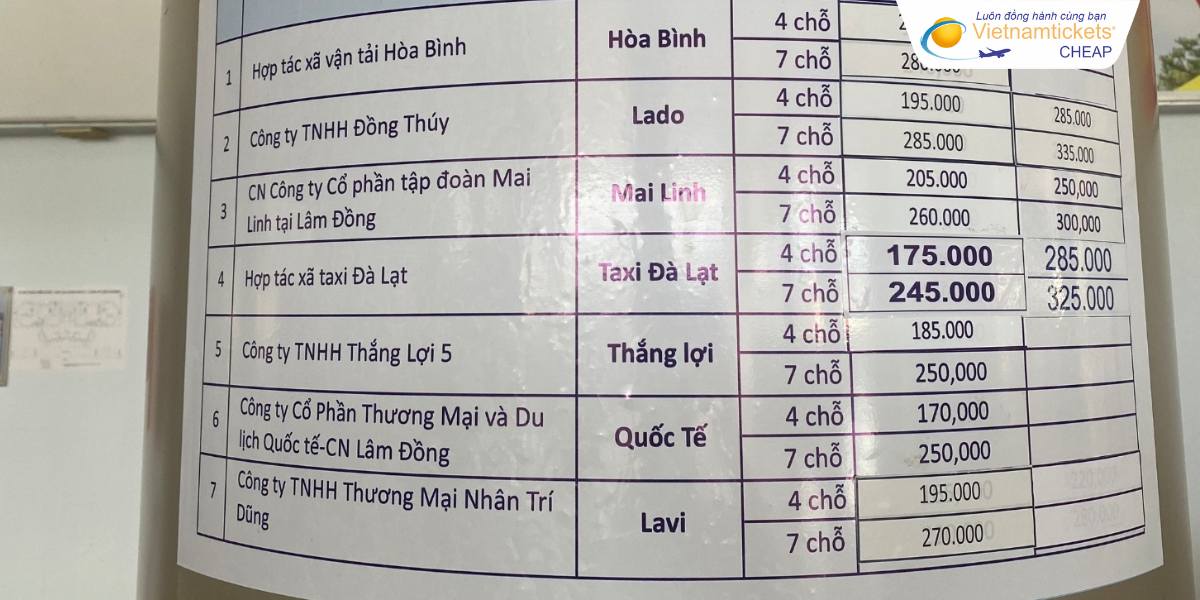 Luôn đồng hành cùng bạn
Vietnamtickets
CHEAP
1 Hợp tác xã vận tải Hòa Bình Hòa Bình 4 chỗ
7 chỗ
2 Công ty TNHH Đồng Thúy Lado 4 chỗ 195.000 285.000
7 chỗ 285.000 335.000
3 CN Công ty Cổ phần tập đoàn Mai
Linh tại Lâm Đồng Mai Linh 4 chỗ 205.000 250,000
7 chỗ 260.000 300,000
4 Hợp tác xã taxi Đà Lạt Taxi Đà Lạt 4 chỗ 175.000 285.000
7 chỗ 245.000 325.000
5 Công ty TNHH Thắng Lợi 5 Thắng lợi 4 chỗ 185.000
7 chỗ 250,000
6 Công ty Cổ Phần Thương Mại và Du
lịch Quốc tế-CN Lâm Đồng Quốc Tế 4 chỗ 170,000
7 chỗ 250,000
7 Công ty TNHH Thương Mại Nhân Trí
Dũng Lavi 4 chỗ 195.000
7 chỗ 270.000